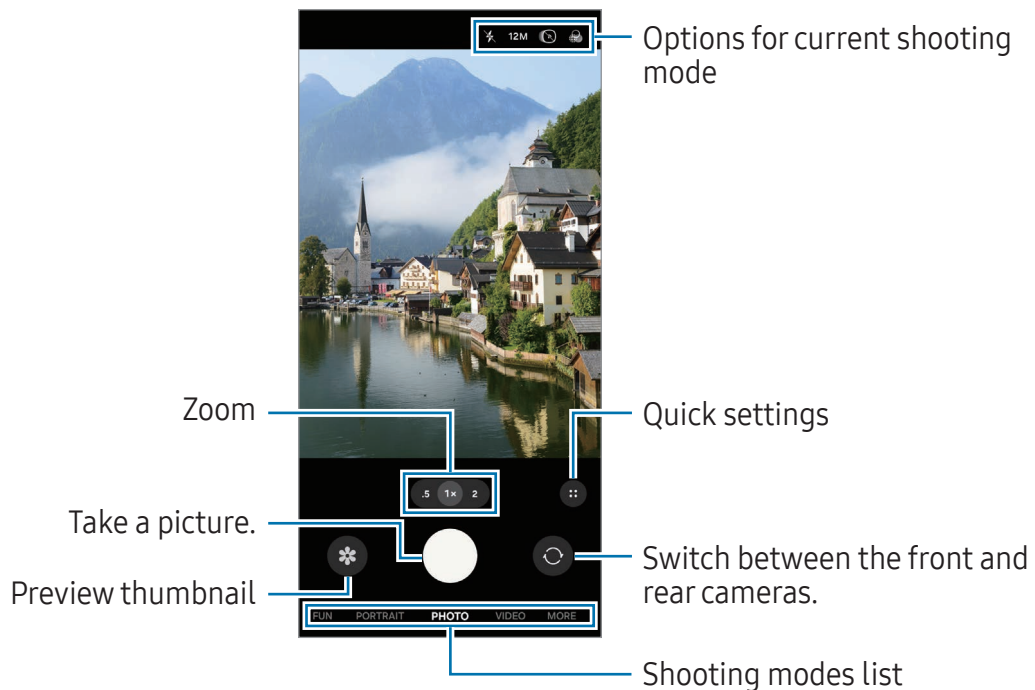 12M
Options for current shooting
mode
Zoom
Quick settings
.5 1× 2
Take a picture.
Switch between the front and
rear cameras.
Preview thumbnail
FUN PORTRAIT PHOTO VIDEO MORE
Shooting modes list